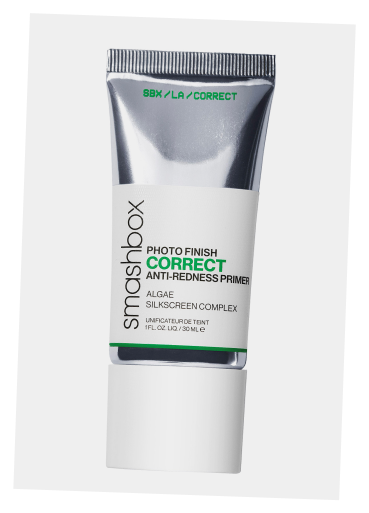 SBX/LA/CORRECT
smashbox
PHOTO FINISH
CORRECT
ANTI-REDNESS PRIMER
ALGAE
SILKSCREEN COMPLEX
UNIFICATEUR DE TEINT
1 FL. OZ. LIQ. / 30 ML ℮